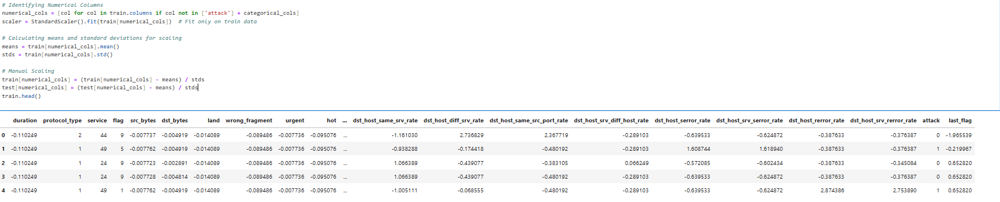 # Identifying Numerical Columns
numerical_cols = [col for col in train.columns if col not in ['attack'] + categorical_cols]
scaler = StandardScaler().fit(train[numerical_cols])  # Fit only on train data
# Calculating means and standard deviations for scaling
means = train[numerical_cols].mean()
stds = train[numerical_cols].std()
# Manual Scaling
train[numerical_cols] = (train[numerical_cols] - means) / stds
test[numerical_cols] = (test[numerical_cols] - means) / stds
train.head()
duration protocol_type service flag src_bytes dst_bytes land wrong_fragment urgent hot ... dst_host_same_srv_rate dst_host_diff_srv_rate dst_host_same_src_port_rate dst_host_srv_diff_host_rate dst_host_serror_rate dst_host_srv_serror_rate dst_host_rerror_rate dst_host_srv_rerror_rate attack last_flag
0 -0.110249 2 44 9 -0.007737 -0.004919 -0.014089 -0.089486 -0.007736 -0.095076 ... -1.161030 2.736829 2.367719 -0.289103 -0.639533 -0.624872 -0.387633 -0.376387 0 -1.965539
1 -0.110249 1 49 5 -0.007762 -0.004919 -0.014089 -0.089486 -0.007736 -0.095076 ... -0.938288 -0.174418 -0.480192 -0.289103 1.608744 1.618940 -0.387633 -0.376387 1 -0.219967
2 -0.110249 1 24 9 -0.007723 -0.002891 -0.014089 -0.089486 -0.007736 -0.095076 ... 1.066389 -0.439077 -0.383105 0.066249 -0.572085 -0.602434 -0.387633 -0.345084 0 0.652820
3 -0.110249 1 24 9 -0.007728 -0.004814 -0.014089 -0.089486 -0.007736 -0.095076 ... 1.066389 -0.439077 -0.480192 -0.289103 -0.639533 -0.624872 -0.387633 -0.376387 0 0.652820
4 -0.110249 1 49 1 -0.007762 -0.004919 -0.014089 -0.089486 -0.007736 -0.095076 ... -1.005111 -0.068555 -0.480192 -0.289103 -0.639533 -0.624872 2.874386 2.753890 1 0.652820